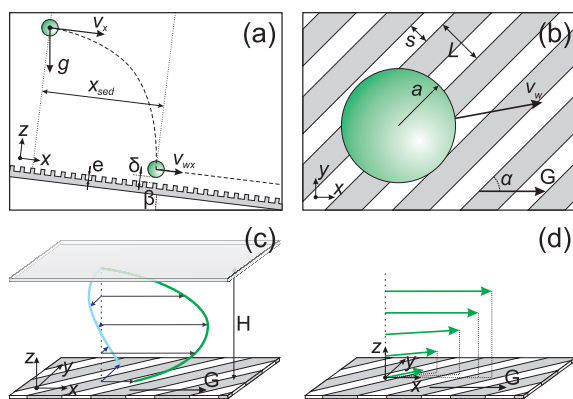 (a)
v_x
g
x_sed
z
x
e
δ
v_wx
β
(b)
s
L
a
v_w
y
x
α
G
(c)
H
z
y
x
G
(d)
z
y
x
G